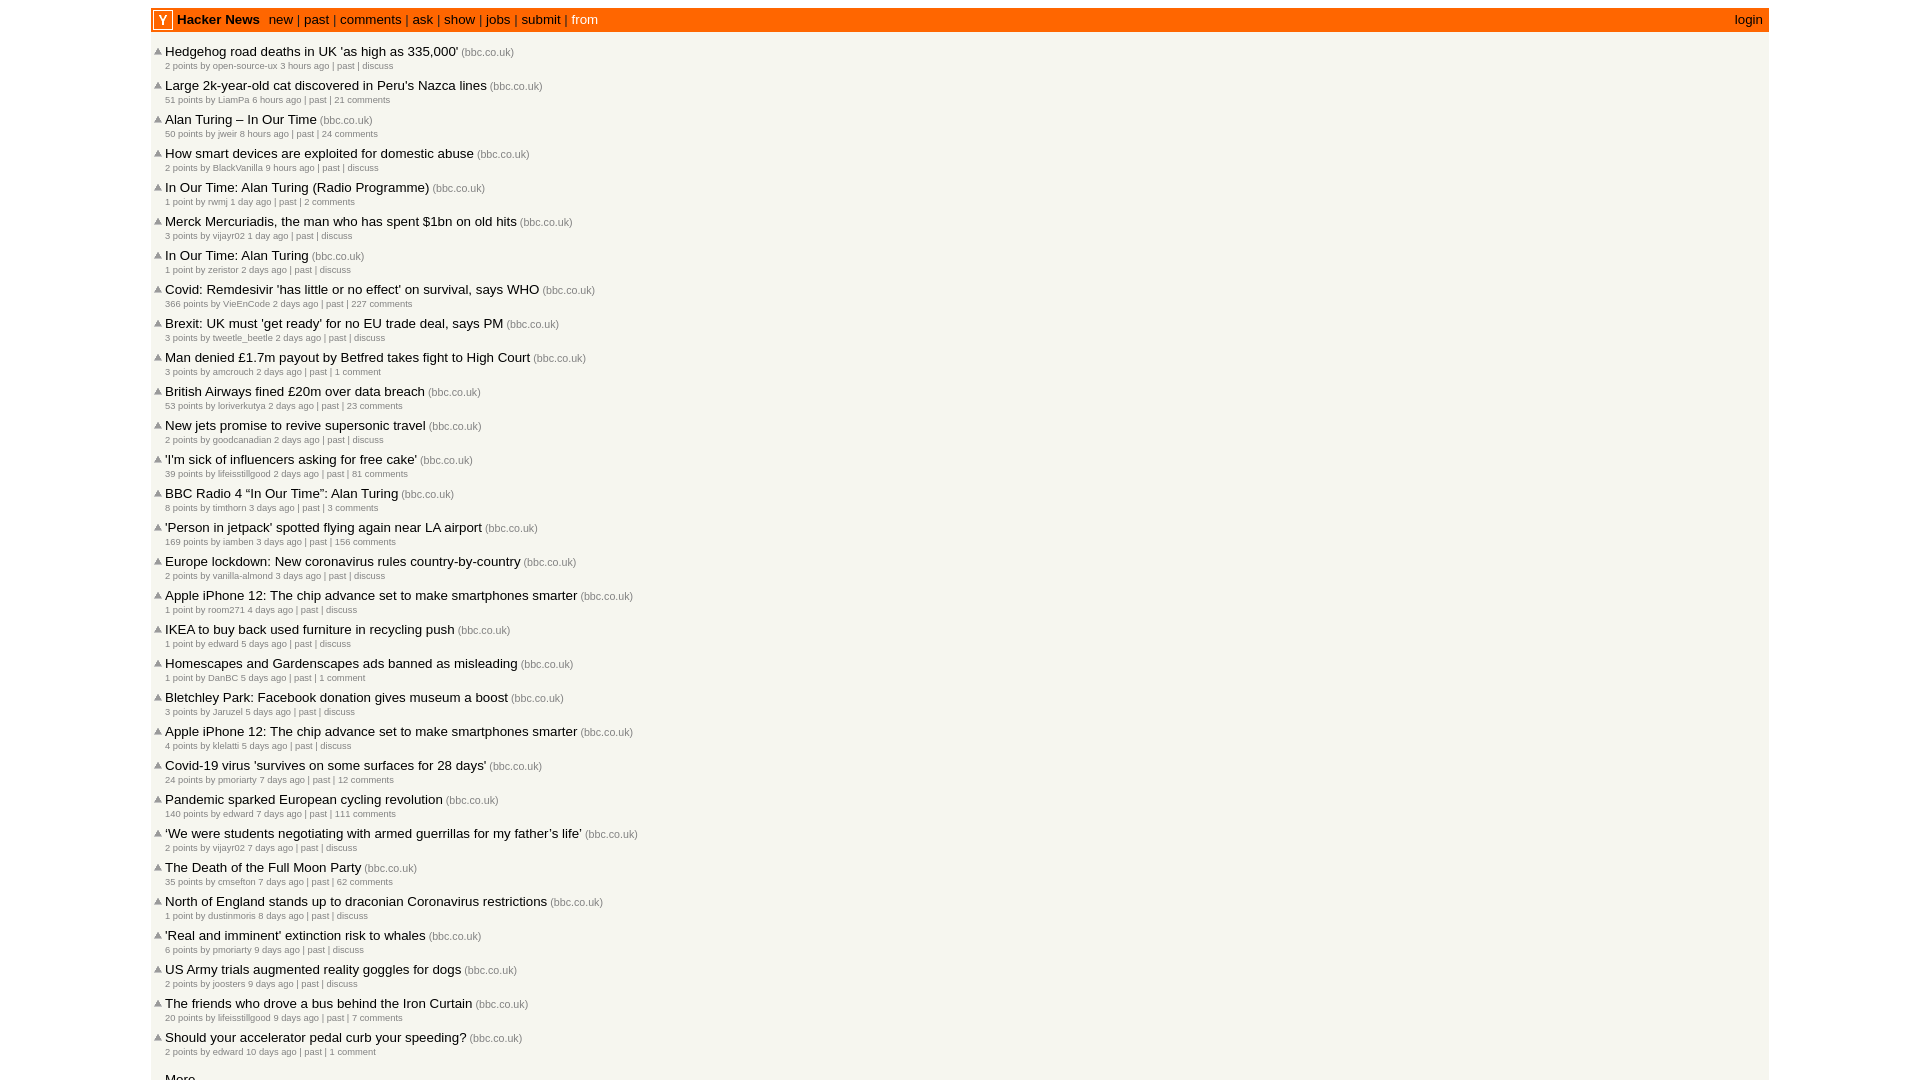 Y Hacker News new | past | comments | ask | show | jobs | submit | from login
Hedgehog road deaths in UK 'as high as 335,000' (bbc.co.uk)
2 points by open-source-ux 3 hours ago | past | discuss
Large 2k-year-old cat discovered in Peru's Nazca lines (bbc.co.uk)
51 points by LiamPa 6 hours ago | past | 21 comments
Alan Turing – In Our Time (bbc.co.uk)
50 points by jweir 8 hours ago | past | 24 comments
How smart devices are exploited for domestic abuse (bbc.co.uk)
2 points by BlackVanilla 9 hours ago | past | discuss
In Our Time: Alan Turing (Radio Programme) (bbc.co.uk)
1 point by rwmj 1 day ago | past | 2 comments
Merck Mercuriadis, the man who has spent $1bn on old hits (bbc.co.uk)
3 points by vijayr02 1 day ago | past | discuss
In Our Time: Alan Turing (bbc.co.uk)
1 point by zeristor 2 days ago | past | discuss
Covid: Remdesivir 'has little or no effect' on survival, says WHO (bbc.co.uk)
366 points by VieEnCode 2 days ago | past | 227 comments
Brexit: UK must 'get ready' for no EU trade deal, says PM (bbc.co.uk)
3 points by tweetle_beetle 2 days ago | past | discuss
Man denied £1.7m payout by Betfred takes fight to High Court (bbc.co.uk)
3 points by amcrouch 2 days ago | past | 1 comment
British Airways fined £20m over data breach (bbc.co.uk)
53 points by loriverkutya 2 days ago | past | 23 comments
New jets promise to revive supersonic travel (bbc.co.uk)
2 points by goodcanadian 2 days ago | past | discuss
'I'm sick of influencers asking for free cake' (bbc.co.uk)
39 points by lifeisstillgood 2 days ago | past | 81 comments
BBC Radio 4 “In Our Time”: Alan Turing (bbc.co.uk)
8 points by timthorn 3 days ago | past | 3 comments
'Person in jetpack' spotted flying again near LA airport (bbc.co.uk)
169 points by iamben 3 days ago | past | 156 comments
Europe lockdown: New coronavirus rules country-by-country (bbc.co.uk)
2 points by vanilla-almond 3 days ago | past | discuss
Apple iPhone 12: The chip advance set to make smartphones smarter (bbc.co.uk)
1 point by room271 4 days ago | past | discuss
IKEA to buy back used furniture in recycling push (bbc.co.uk)
1 point by edward 5 days ago | past | discuss
Homescapes and Gardenscapes ads banned as misleading (bbc.co.uk)
1 point by DanBC 5 days ago | past | 1 comment
Bletchley Park: Facebook donation gives museum a boost (bbc.co.uk)
3 points by Jaruzel 5 days ago | past | discuss
Apple iPhone 12: The chip advance set to make smartphones smarter (bbc.co.uk)
4 points by klelatti 5 days ago | past | discuss
Covid-19 virus 'survives on some surfaces for 28 days' (bbc.co.uk)
24 points by pmoriarty 7 days ago | past | 12 comments
Pandemic sparked European cycling revolution (bbc.co.uk)
140 points by edward 7 days ago | past | 111 comments
‘We were students negotiating with armed guerrillas for my father’s life’ (bbc.co.uk)
2 points by vijayr02 7 days ago | past | discuss
The Death of the Full Moon Party (bbc.co.uk)
35 points by cmsefton 7 days ago | past | 62 comments
North of England stands up to draconian Coronavirus restrictions (bbc.co.uk)
1 point by dustinmoris 8 days ago | past | discuss
'Real and imminent' extinction risk to whales (bbc.co.uk)
6 points by pmoriarty 9 days ago | past | discuss
US Army trials augmented reality goggles for dogs (bbc.co.uk)
2 points by joosters 9 days ago | past | discuss
The friends who drove a bus behind the Iron Curtain (bbc.co.uk)
20 points by lifeisstillgood 9 days ago | past | 7 comments
Should your accelerator pedal curb your speeding? (bbc.co.uk)
2 points by edward 10 days ago | past | 1 comment
More